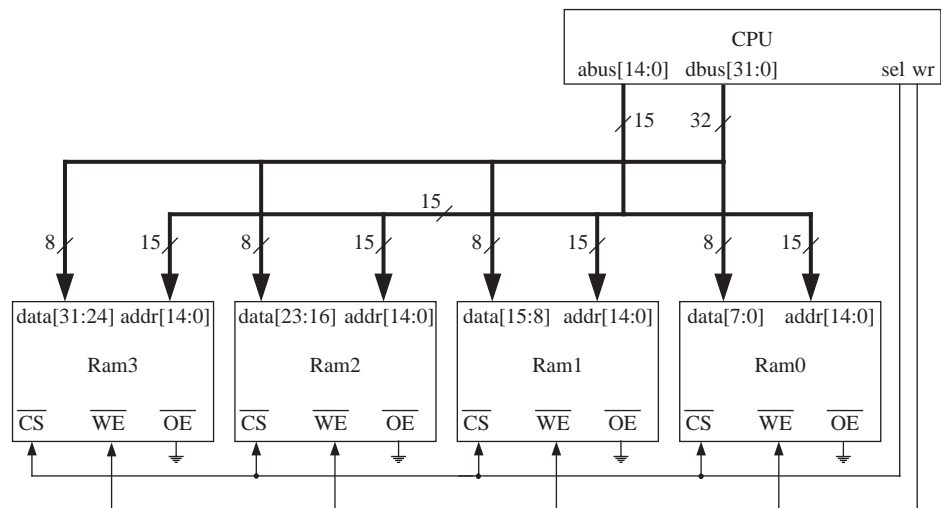 CPU
abus[14:0] dbus[31:0] sel wr
15 32
15
8 15 8 15 8 15 8 15
data[31:24] addr[14:0] data[23:16] addr[14:0] data[15:8] addr[14:0] data[7:0] addr[14:0]
Ram3 Ram2 Ram1 Ram0
CS WE OE CS WE OE CS WE OE CS WE OE